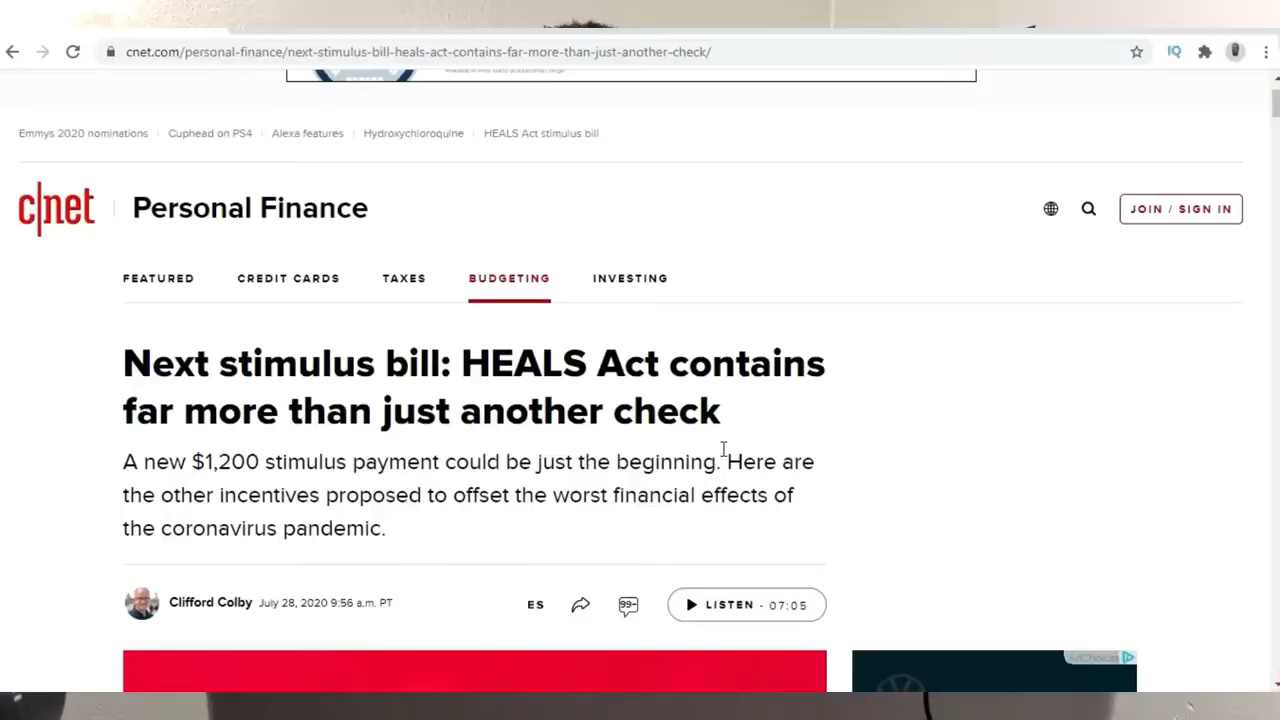 cnet.com/personal-finance/next-stimulus-bill-heals-act-contains-far-more-than-just-another-check/
Emmys 2020 nominations Cuphead on PS4 Alexa features Hydroxychloroquine HEALS Act stimulus bill
c|net Personal Finance JOIN / SIGN IN
FEATURED CREDIT CARDS TAXES BUDGETING INVESTING
Next stimulus bill: HEALS Act contains
far more than just another check
A new $1,200 stimulus payment could be just the beginning. Here are
the other incentives proposed to offset the worst financial effects of
the coronavirus pandemic.
Clifford Colby July 28, 2020 9:56 a.m. PT ES 99+ LISTEN - 07:05
AdChoices